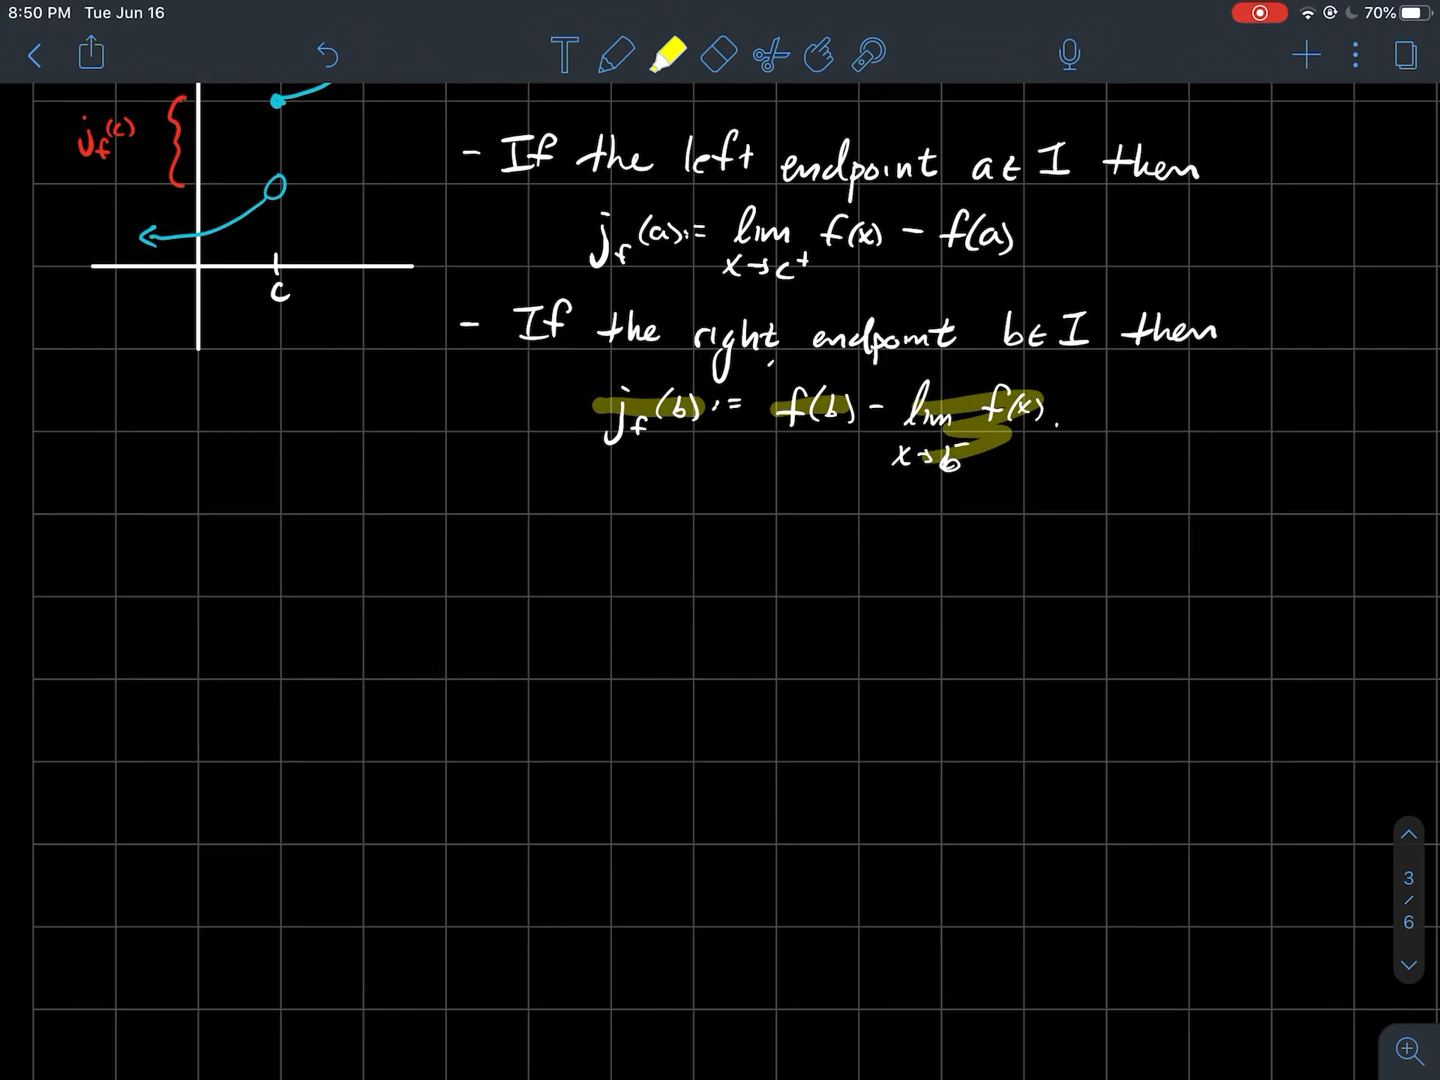 8:50 PM Tue Jun 16
70%
T
j_f(c)
c
- If the left endpoint a ∈ I then
j_f(a) := lim f(x) - f(a)
x→c⁺
- If the right endpoint b ∈ I then
j_f(b) := f(b) - lim f(x).
x→b⁻
3
/
6